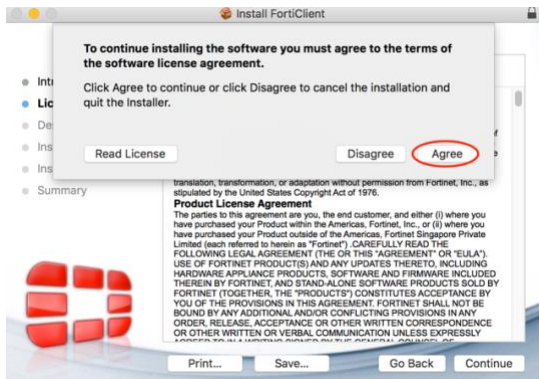 Install FortiClient
To continue installing the software you must agree to the terms of
the software license agreement.
Click Agree to continue or click Disagree to cancel the installation and
quit the Installer.
Read License
Disagree
Agree
Lic
De
Ins
Ins
Summary
translation, transformation, or adaptation without permission from Fortinet, Inc., as
stipulated by the United States Copyright Act of 1976.
Product License Agreement
The parties to this agreement are you, the end customer, and either (i) where you
have purchased your Product within the Americas, Fortinet, Inc., or (ii) where you
have purchased your Product outside of the Americas, Fortinet Singapore Private
Limited (each referred to herein as "Fortinet") .CAREFULLY READ THE
FOLLOWING LEGAL AGREEMENT (THE OR THIS "AGREEMENT" OR "EULA").
USE OF FORTINET PRODUCT(S) AND ANY UPDATES THERETO, INCLUDING
HARDWARE APPLIANCE PRODUCTS, SOFTWARE AND FIRMWARE INCLUDED
THEREIN BY FORTINET, AND STAND-ALONE SOFTWARE PRODUCTS SOLD BY
FORTINET (TOGETHER, THE "PRODUCTS") CONSTITUTES ACCEPTANCE BY
YOU OF THE PROVISIONS IN THIS AGREEMENT. FORTINET SHALL NOT BE
BOUND BY ANY ADDITIONAL AND/OR CONFLICTING PROVISIONS IN ANY
ORDER, RELEASE, ACCEPTANCE OR OTHER WRITTEN CORRESPONDENCE
OR OTHER WRITTEN OR VERBAL COMMUNICATION UNLESS EXPRESSLY
AGREED TO IN A WRITING SIGNED BY THE GENERAL COUNSEL OF
Print...
Save...
Go Back
Continue